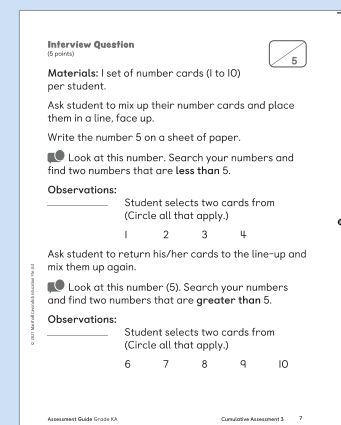 Interview Question
(5 points)
5
Materials: 1 set of number cards (1 to 10)
per student.
Ask student to mix up their number cards and place
them in a line, face up.
Write the number 5 on a sheet of paper.
Look at this number. Search your numbers and
find two numbers that are less than 5.
Observations:
Student selects two cards from
(Circle all that apply.)
1 2 3 4
Ask student to return his/her cards to the line-up and
mix them up again.
Look at this number (5). Search your numbers
and find two numbers that are greater than 5.
Observations:
Student selects two cards from
(Circle all that apply.)
6 7 8 9 10
Assessment Guide Grade KA
Cumulative Assessment 3 7